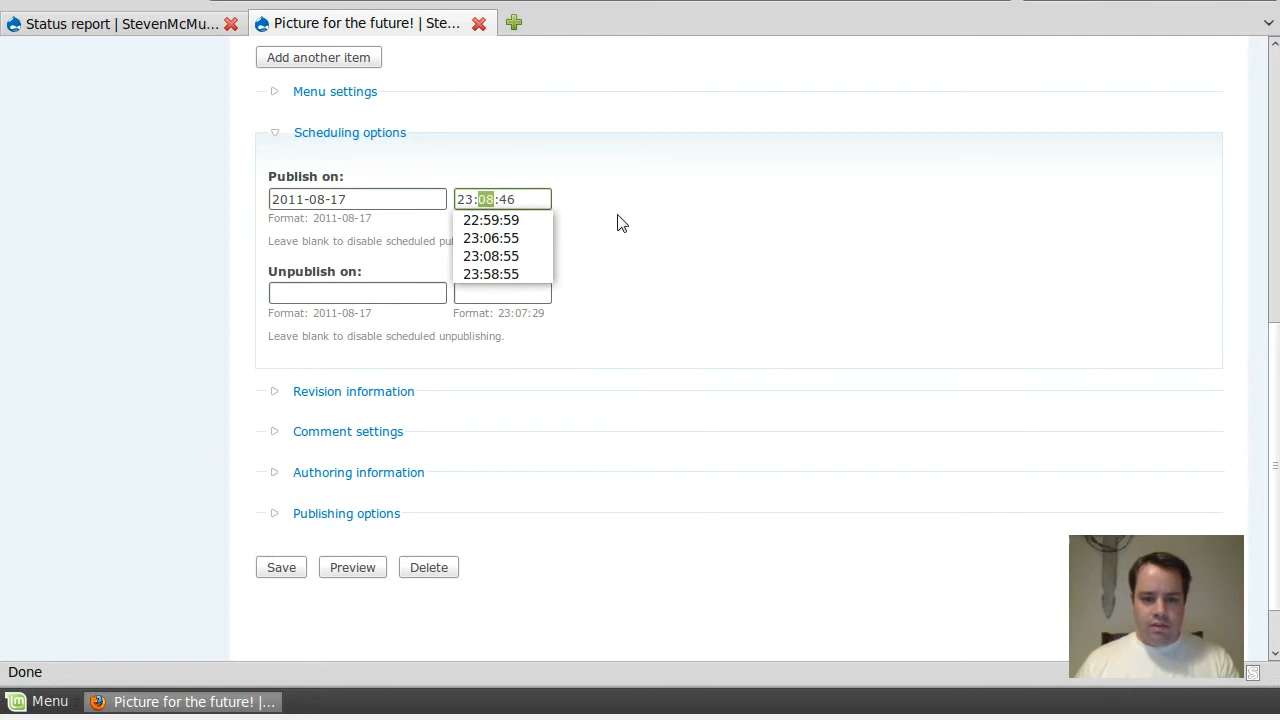 Status report | StevenMcMu...
Picture for the future! | Ste...
Add another item
Menu settings
Scheduling options
Publish on:
2011-08-17 23:08:46
Format: 2011-08-17
22:59:59
Leave blank to disable scheduled pu
23:06:55
23:08:55
23:58:55
Unpublish on:
Format: 2011-08-17 Format: 23:07:29
Leave blank to disable scheduled unpublishing.
Revision information
Comment settings
Authoring information
Publishing options
Save Preview Delete
Done
Menu Picture for the future! |...